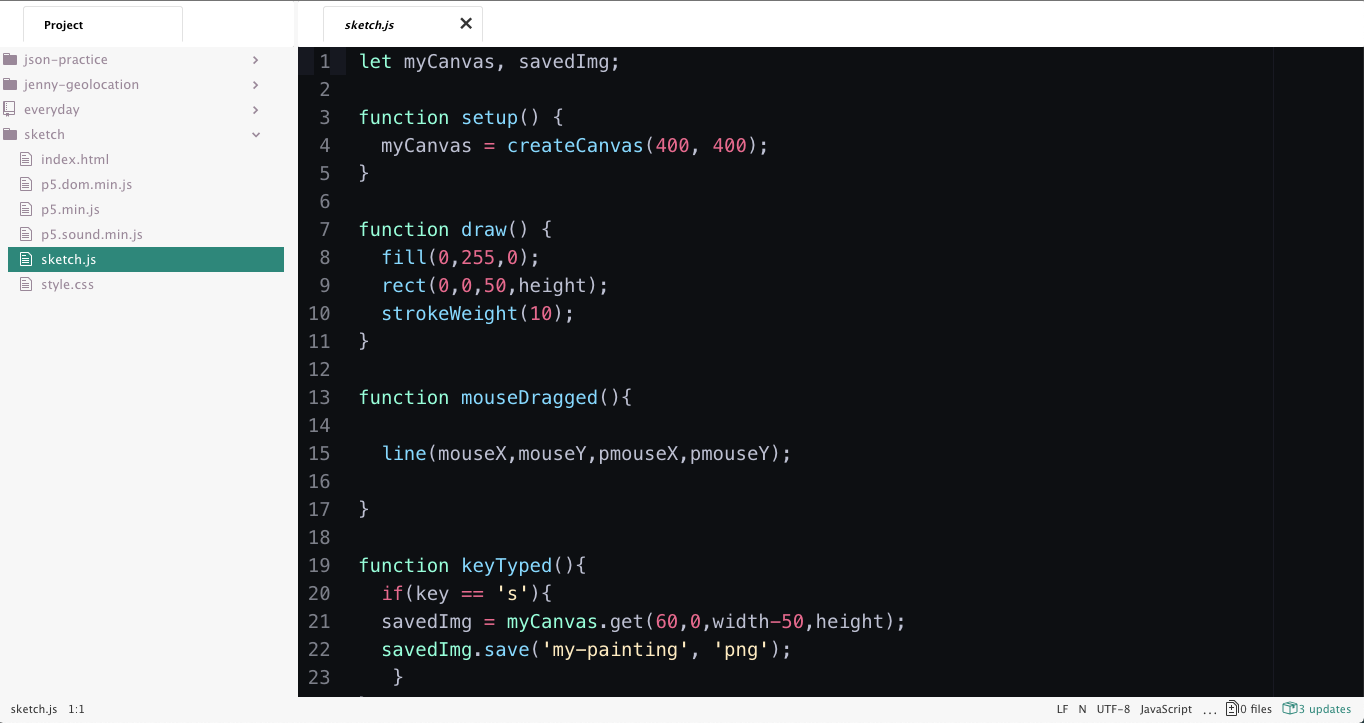 Project
json-practice
jenny-geolocation
everyday
sketch
index.html
p5.dom.min.js
p5.min.js
p5.sound.min.js
sketch.js
style.css
sketch.js
1 let myCanvas, savedImg;
2
3 function setup() {
4   myCanvas = createCanvas(400, 400);
5 }
6
7 function draw() {
8   fill(0,255,0);
9   rect(0,0,50,height);
10   strokeWeight(10);
11 }
12
13 function mouseDragged(){
14
15   line(mouseX,mouseY,pmouseX,pmouseY);
16
17 }
18
19 function keyTyped(){
20   if(key == 's'){
21   savedImg = myCanvas.get(60,0,width-50,height);
22   savedImg.save('my-painting', 'png');
23    }
sketch.js 1:1 LF N UTF-8 JavaScript ... 0 files 3 updates